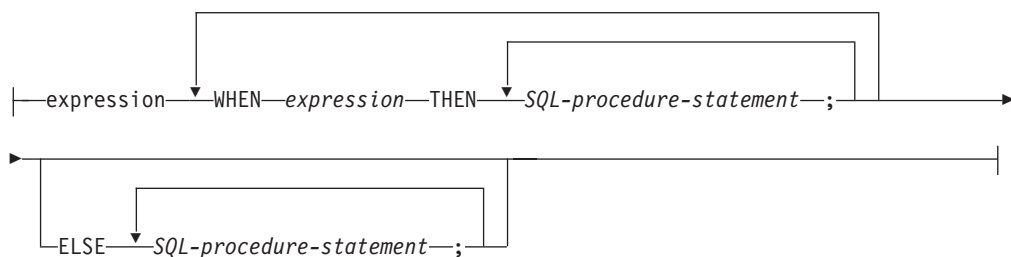 expression WHEN expression THEN SQL-procedure-statement ;
ELSE SQL-procedure-statement ;